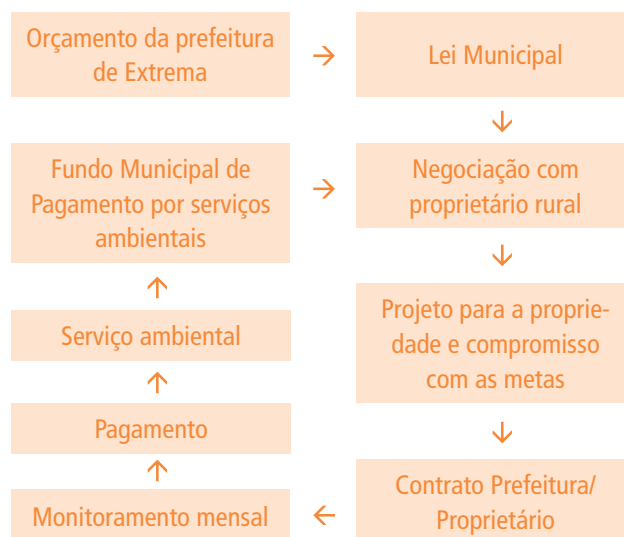 Orçamento da prefeitura
de Extrema
→
Lei Municipal
↓
Fundo Municipal de
Pagamento por serviços
ambientais
→
Negociação com
proprietário rural
↓
Projeto para a proprie-
dade e compromisso
com as metas
↓
Contrato Prefeitura/
Proprietário
←
Monitoramento mensal
↑
Pagamento
↑
Serviço ambiental
↑